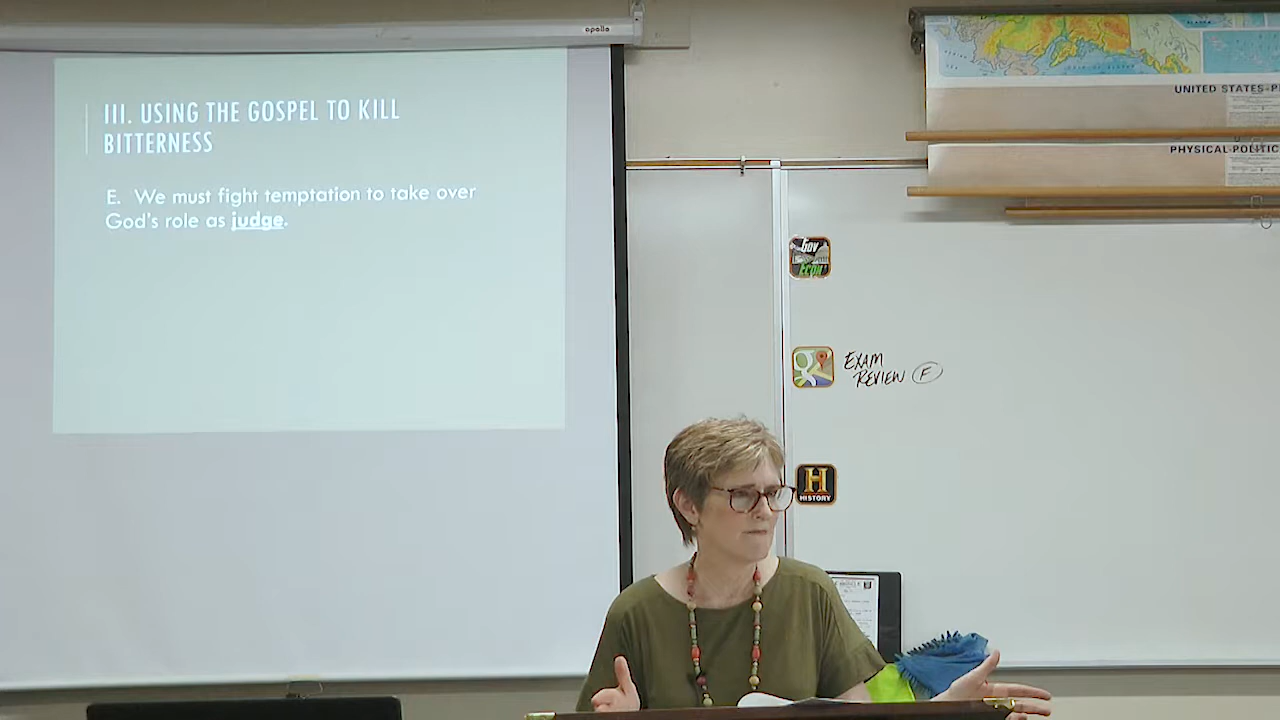 apollo
III. USING THE GOSPEL TO KILL
BITTERNESS
E. We must fight temptation to take over
God's role as judge.
UNITED STATES-P
PHYSICAL-POLITIC
GOV
ECON
EXAM
REVIEW F
H
HISTORY